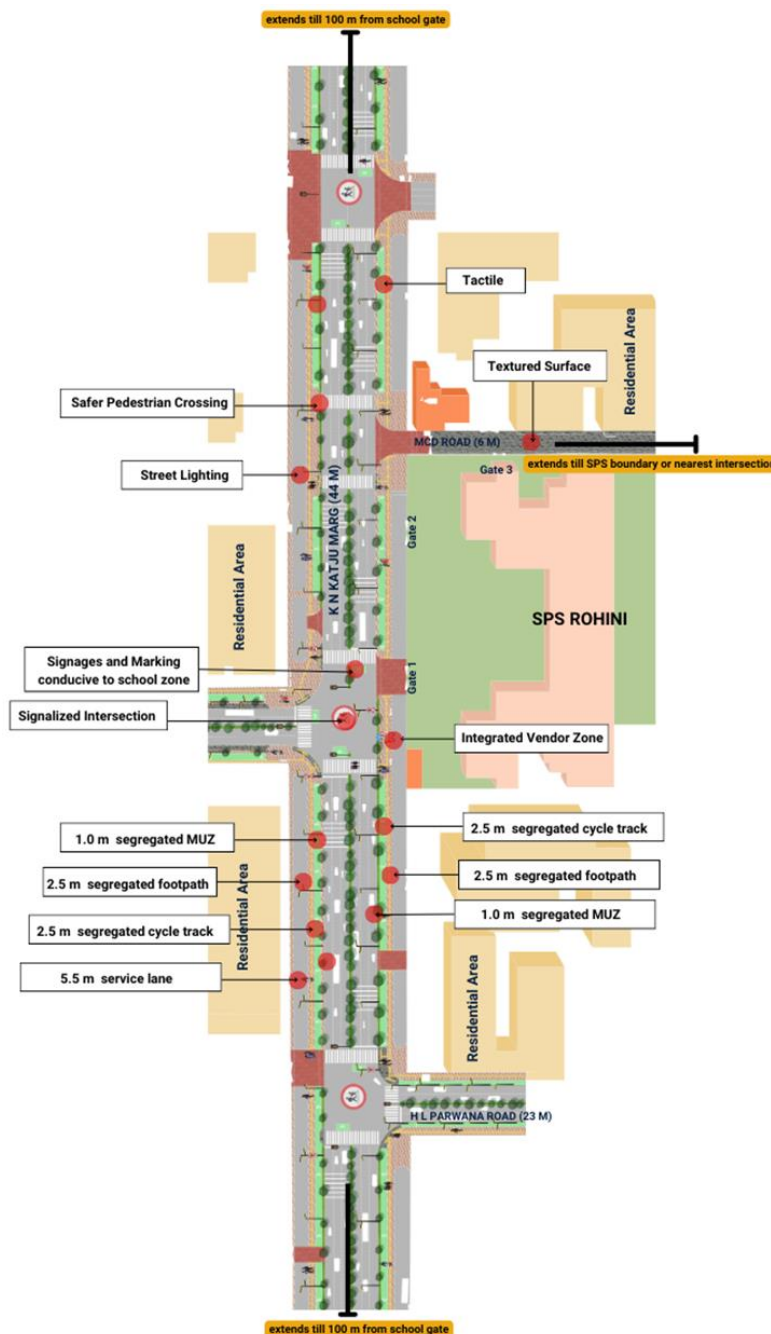 extends till 100 m from school gate
Tactile
Residential Area
Textured Surface
Safer Pedestrian Crossing
MCD ROAD (6 M)
extends till SPS boundary or nearest intersection
Street Lighting
Gate 3
K N KATJU MARG (44 M)
Gate 2
Residential Area
SPS ROHINI
Signages and Marking
conducive to school zone
Gate 1
Signalized Intersection
Integrated Vendor Zone
2.5 m segregated cycle track
1.0 m segregated MUZ
2.5 m segregated footpath
2.5 m segregated footpath
Residential Area
1.0 m segregated MUZ
2.5 m segregated cycle track
5.5 m service lane
Residential Area
H L PARWANA ROAD (23 M)
extends till 100 m from school gate